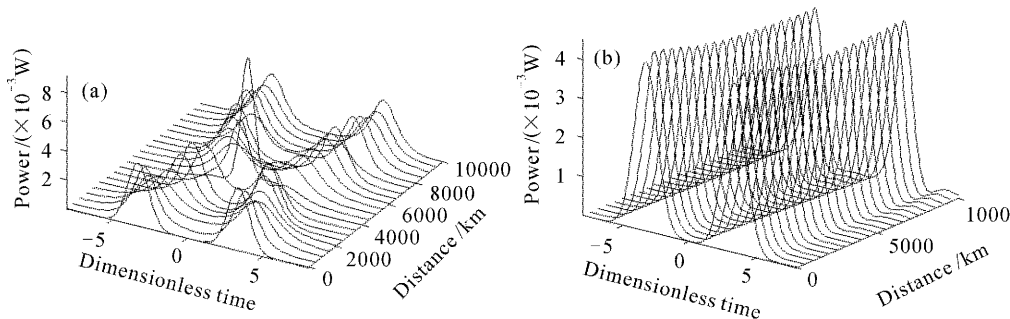 (a)
Power /(× 10⁻³ W)
8
6
4
2
−5
0
5
Dimensionless time
0
2000
4000
6000
8000
10000
Distance /km
(b)
Power /(× 10⁻³ W)
4
3
2
1
−5
0
5
Dimensionless time
0
5000
1000
Distance /km